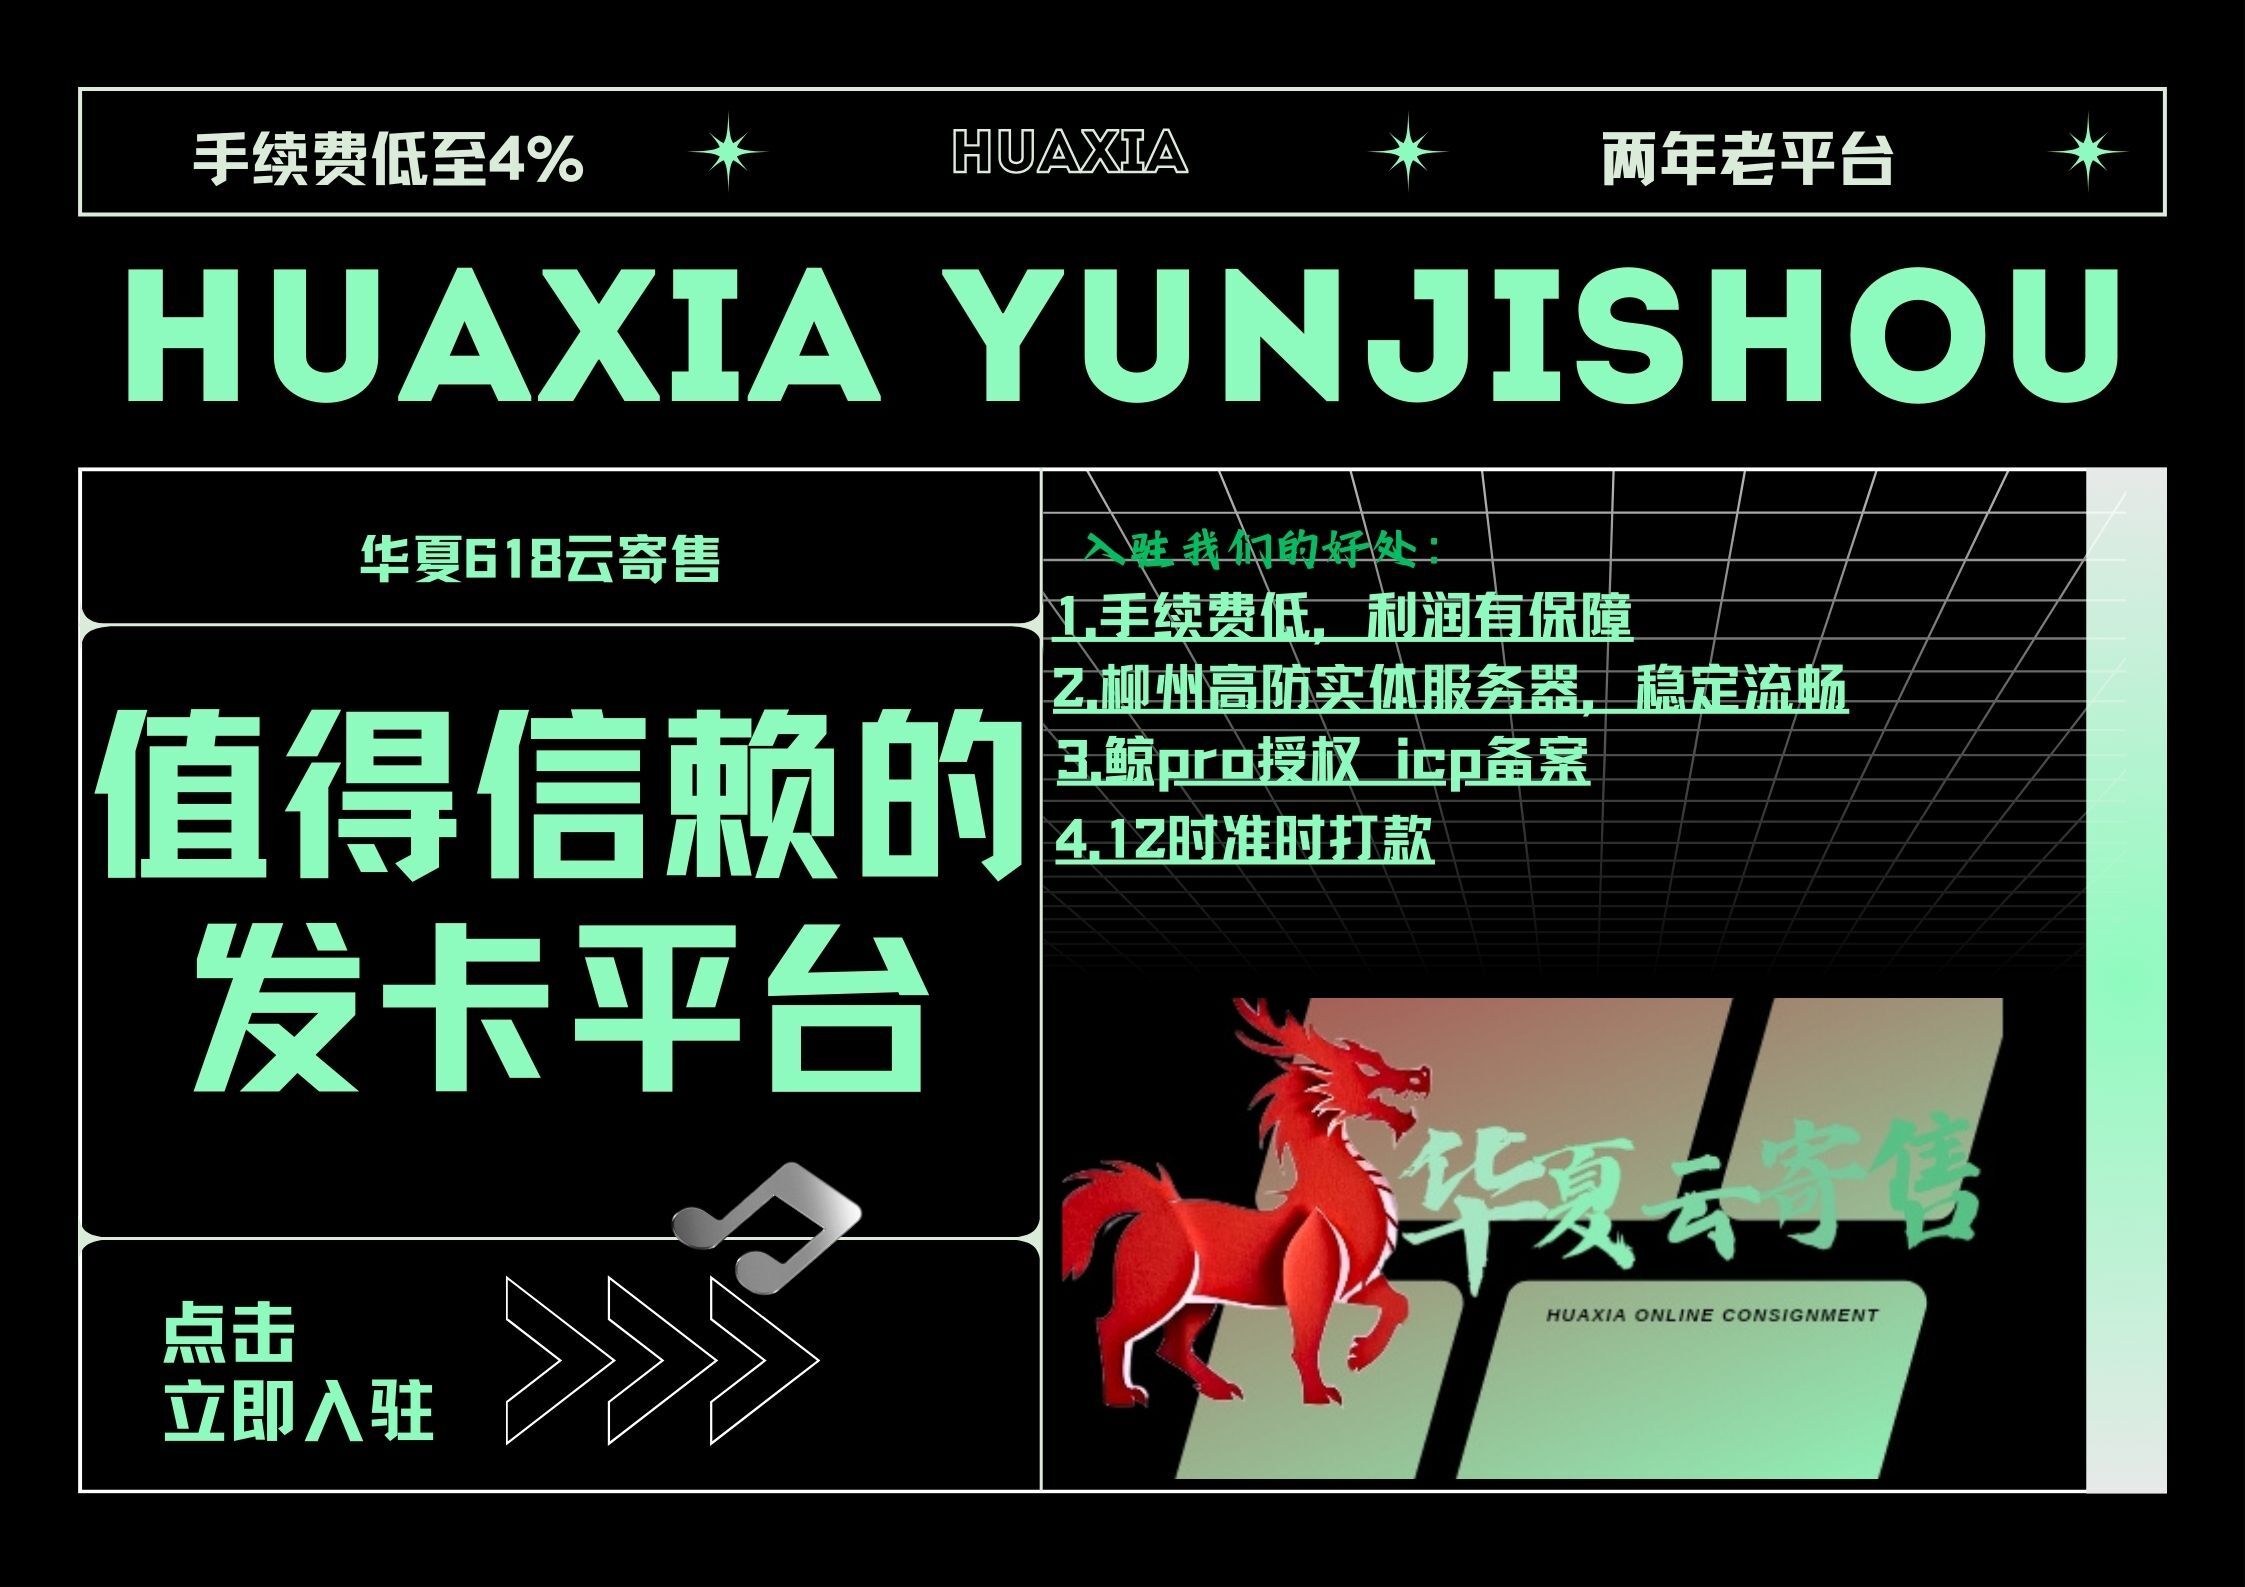 手续费低至4%
HUAXIA
两年老平台
HUAXIA YUNJISHOU
华夏618云寄售
值得信赖的
发卡平台
点击
立即入驻
入驻我们的好处：
1.手续费低，利润有保障
2.柳州高防实体服务器，稳定流畅
3.鲸pro授权 icp备案
4.12时准时打款
华夏云寄售
HUAXIA ONLINE CONSIGNMENT